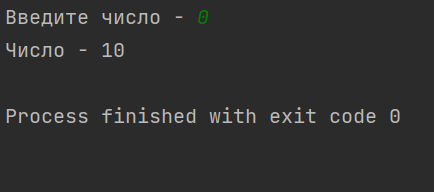 Введите число - 0
Число - 10
Process finished with exit code 0